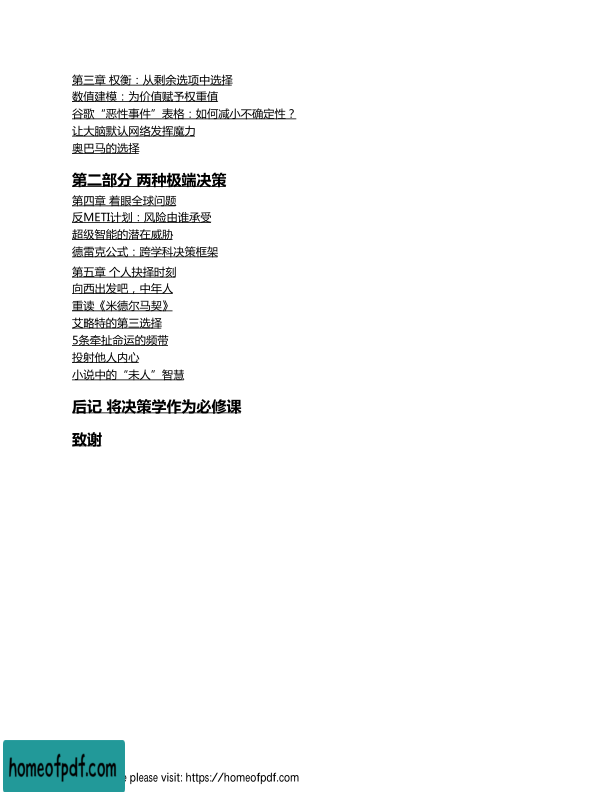 第三章 权衡：从剩余选项中选择
数值建模：为价值赋予权重值
谷歌“恶性事件”表格：如何减小不确定性？
让大脑默认网络发挥魔力
奥巴马的选择
第二部分 两种极端决策
第四章 着眼全球问题
反METI计划：风险由谁承受
超级智能的潜在威胁
德雷克公式：跨学科决策框架
第五章 个人抉择时刻
向西出发吧，中年人
重读《米德尔马契》
艾略特的第三选择
5条牵扯命运的频带
投射他人内心
小说中的“未人”智慧
后记 将决策学作为必修课
致谢
homeofpdf.com
e please visit: https://homeofpdf.com